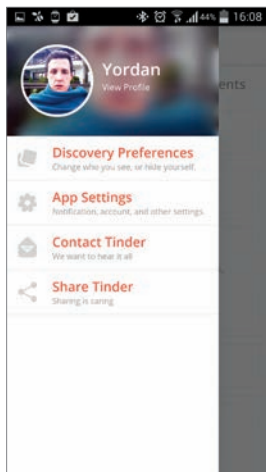 44% 16:08
Yordan
View Profile
ents
Discovery Preferences
Change who you see, or hide yourself.
App Settings
Notification, account, and other settings
Contact Tinder
We want to hear it all
Share Tinder
Sharing is caring